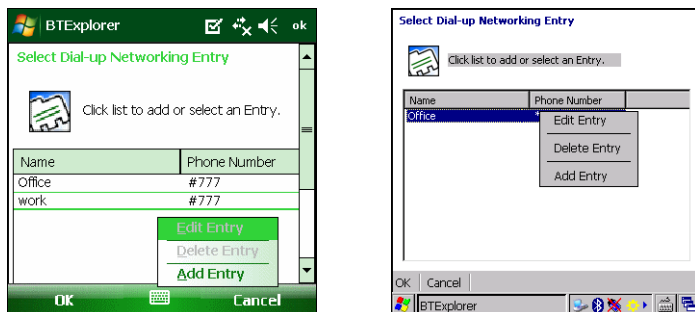 BTExplorer ok
Select Dial-up Networking Entry
Click list to add or select an Entry.
Name Phone Number
Office #777
work #777
Edit Entry
Delete Entry
Add Entry
OK Cancel
Select Dial-up Networking Entry
Click list to add or select an Entry.
Name Phone Number
Office
Edit Entry
Delete Entry
Add Entry
OK Cancel
BTExplorer